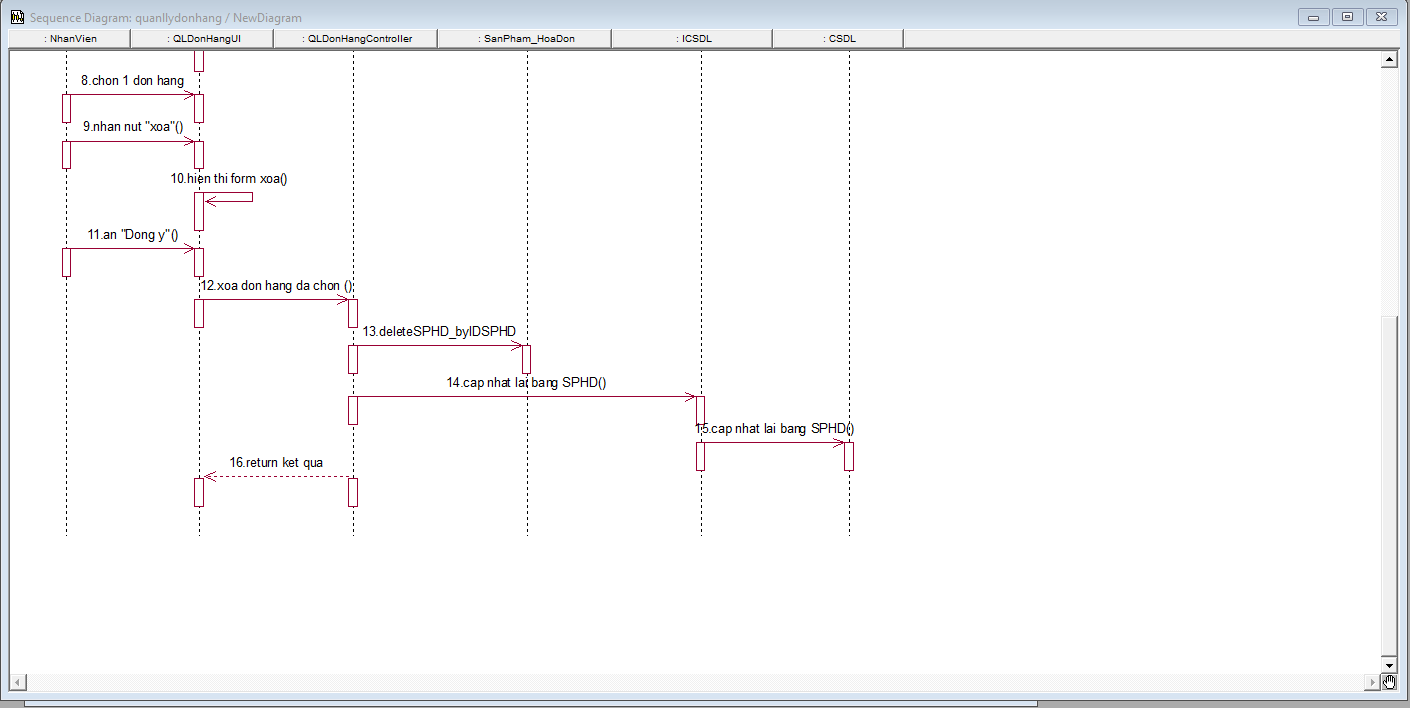 Sequence Diagram: quanllydonhang / NewDiagram
: NhanVien
: QLDonHangUI
: QLDonHangController
: SanPham_HoaDon
: ICSDL
: CSDL
8.chon 1 don hang
9.nhan nut "xoa"()
10.hien thi form xoa()
11.an "Dong y"()
12.xoa don hang da chon ()
13.deleteSPHD_byIDSPHD
14.cap nhat lai bang SPHD()
15.cap nhat lai bang SPHD()
16.return ket qua